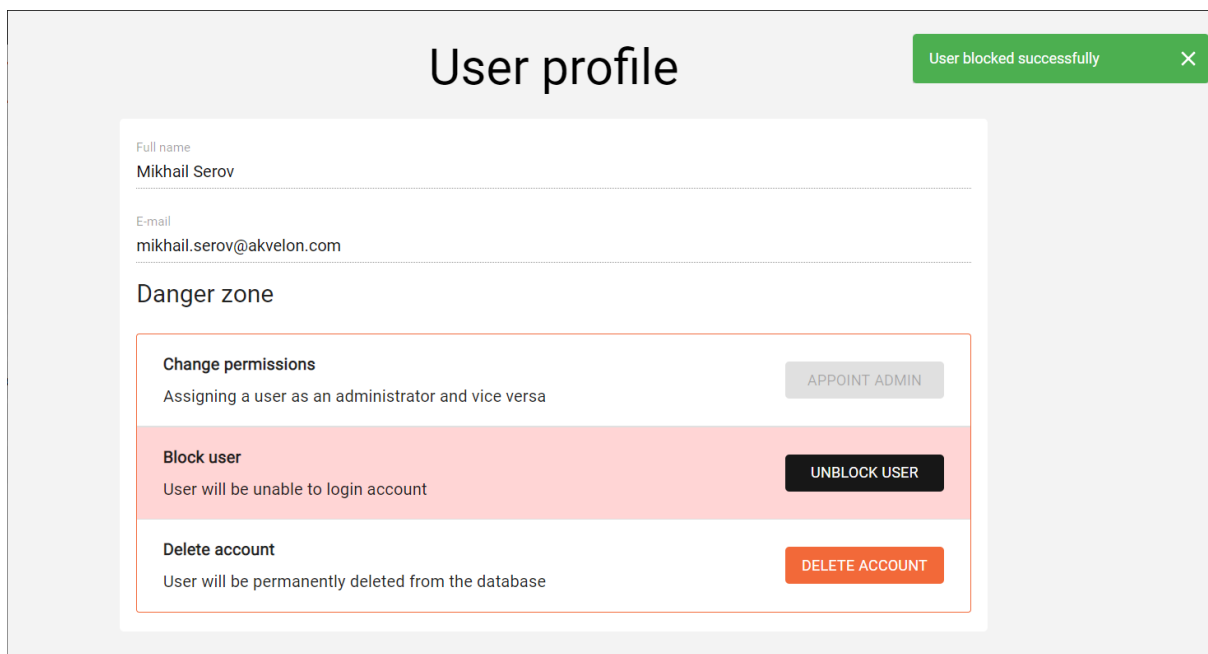 User profile
User blocked successfully
Full name
Mikhail Serov
E-mail
mikhail.serov@akvelon.com
Danger zone
Change permissions
Assigning a user as an administrator and vice versa
APPOINT ADMIN
Block user
User will be unable to login account
UNBLOCK USER
Delete account
User will be permanently deleted from the database
DELETE ACCOUNT